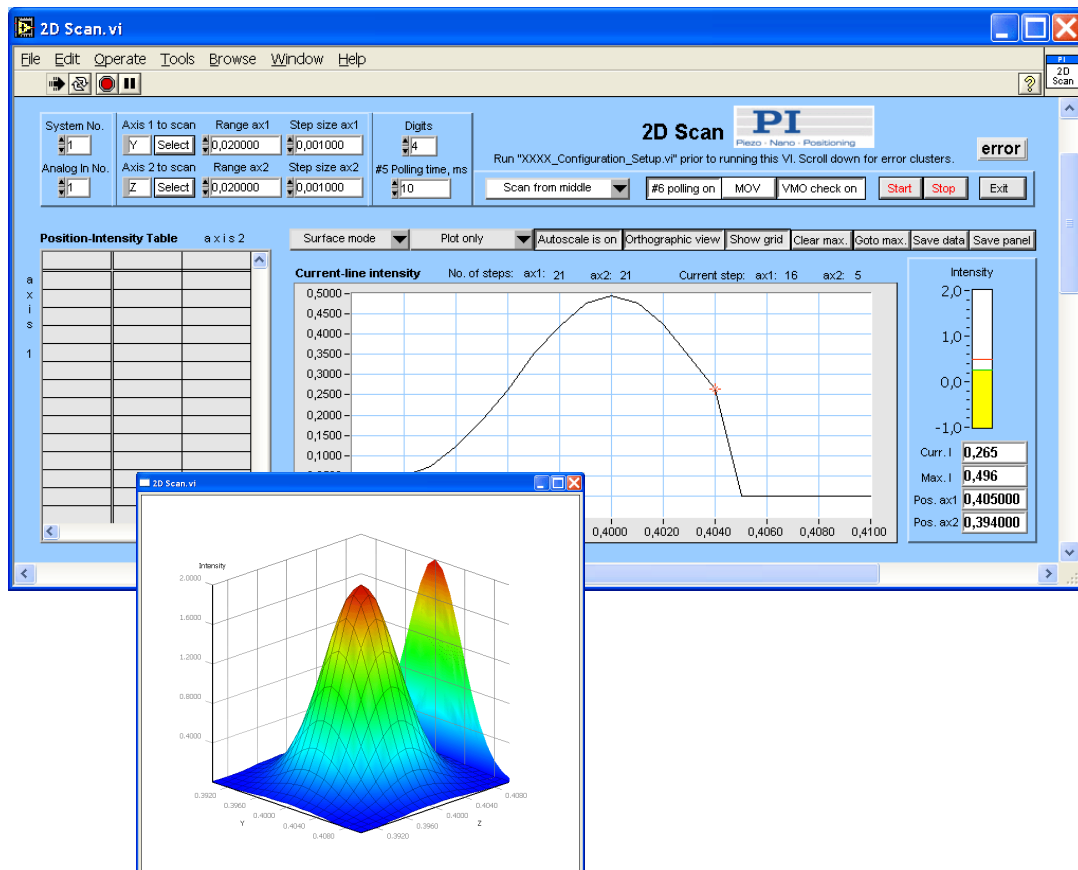 2D Scan.vi
File Edit Operate Tools Browse Window Help
PI
2D
Scan
System No. Axis 1 to scan Range ax1 Step size ax1 Digits
1 Y Select 0,020000 0,001000 4
Analog In No. Axis 2 to scan Range ax2 Step size ax2 #5 Polling time, ms
1 Z Select 0,020000 0,001000 10
2D Scan PI
Piezo · Nano · Positioning
Run "XXXX_Configuration_Setup.vi" prior to running this VI. Scroll down for error clusters. error
Scan from middle #6 polling on MOV VMO check on Start Stop Exit
Position-Intensity Table axis2
axis 1
Surface mode Plot only Autoscale is on Orthographic view Show grid Clear max. Goto max. Save data Save panel
Current-line intensity No. of steps: ax1: 21 ax2: 21 Current step: ax1: 16 ax2: 5
0,5000
0,4500
0,4000
0,3500
0,3000
0,2500
0,2000
0,1500
0,1000
0,4000 0,4020 0,4040 0,4060 0,4080 0,4100
Intensity
2,0
1,0
0,0
-1,0
Curr. I 0,265
Max. I 0,496
Pos. ax1 0,405000
Pos. ax2 0,394000
2D Scan.vi
Intensity
2.0000
1.6000
1.2000
0.8000
0.4000
0.3920 0.3960 0.4000 0.4040 0.4080
Y
0.3920 0.3960 0.4000 0.4040 0.4080
Z